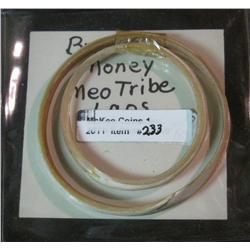 Money
Meo Tribe
Laos
McKee Coins 1
2011 Item #233